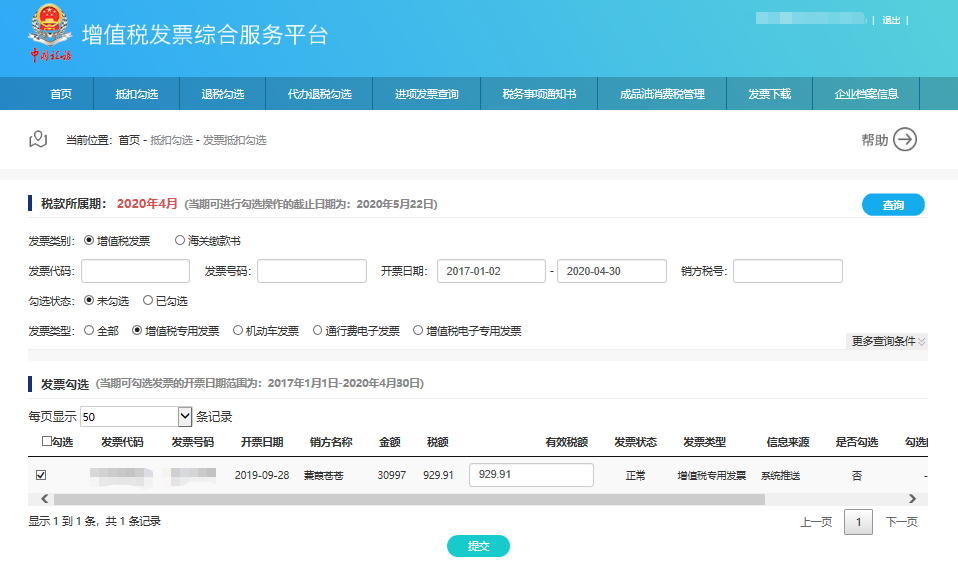 增值税发票综合服务平台
| 退出 |
中国税务
首页 抵扣勾选 退税勾选 代办退税勾选 进项发票查询 税务事项通知书 成品油消费税管理 发票下载 企业档案信息
当前位置: 首页 - 抵扣勾选 - 发票抵扣勾选 帮助
税款所属期: 2020年4月 (当期可进行勾选操作的截止日期为: 2020年5月22日) 查询
发票类别: 增值税发票 海关缴款书
发票代码: 发票号码: 开票日期: 2017-01-02 - 2020-04-30 销方税号:
勾选状态: 未勾选 已勾选
发票类型: 全部 增值税专用发票 机动车发票 通行费电子发票 增值税电子专用发票
更多查询条件
发票勾选 (当期可勾选发票的开票日期范围为: 2017年1月1日-2020年4月30日)
每页显示 50 条记录
勾选 发票代码 发票号码 开票日期 销方名称 金额 税额 有效税额 发票状态 发票类型 信息来源 是否勾选 勾选
2019-09-28 蒹葭苍苍 30997 929.91 929.91 正常 增值税专用发票 系统推送 否 -
显示 1 到 1 条, 共 1 条记录 上一页 1 下一页
提交